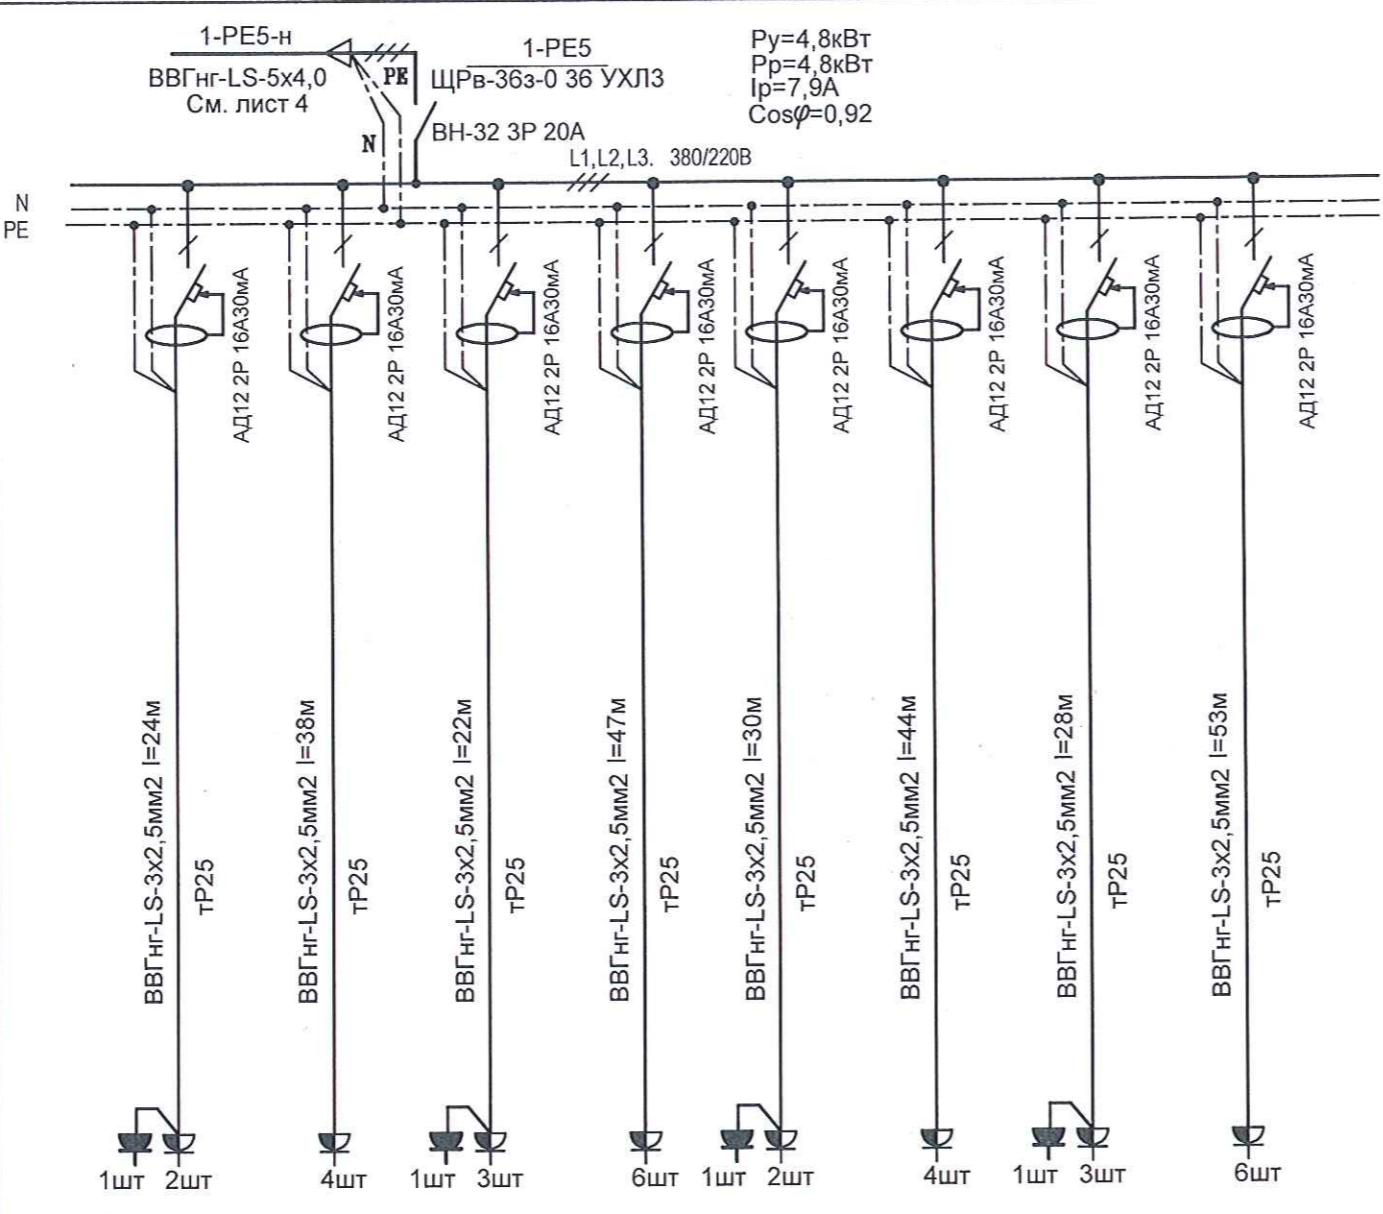 1-РЕ5-н
ВВГнг-LS-5х4,0
См. лист 4
РЕ
N
1-РЕ5
ЩРв-36з-0 36 УХЛ3
ВН-32 3Р 20А
Ру=4,8кВт
Рр=4,8кВт
Iр=7,9А
Cosφ=0,92
L1,L2,L3. 380/220В
N
РЕ
АД12 2Р 16А30мА
АД12 2Р 16А30мА
АД12 2Р 16А30мА
АД12 2Р 16А30мА
АД12 2Р 16А30мА
АД12 2Р 16А30мА
АД12 2Р 16А30мА
АД12 2Р 16А30мА
ВВГнг-LS-3х2,5мм2 l=24м
тР25
ВВГнг-LS-3х2,5мм2 l=38м
тР25
ВВГнг-LS-3х2,5мм2 l=22м
тР25
ВВГнг-LS-3х2,5мм2 l=47м
тР25
ВВГнг-LS-3х2,5мм2 l=30м
тР25
ВВГнг-LS-3х2,5мм2 l=44м
тР25
ВВГнг-LS-3х2,5мм2 l=28м
тР25
ВВГнг-LS-3х2,5мм2 l=53м
тР25
1шт 2шт
4шт
1шт 3шт
6шт
1шт 2шт
4шт
1шт 3шт
6шт